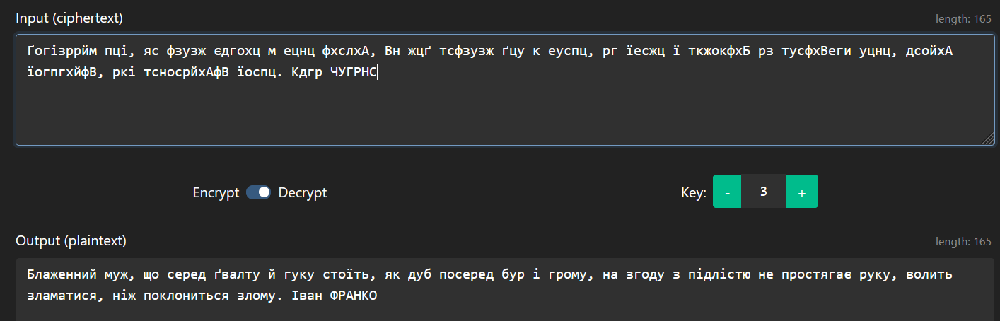 Input (ciphertext) length: 165
Ґогізррйм пці, яс фзузж єдгохц м ецнц фхслхА, Вн жцґ тсфзузж ґцу к еуспц, рг їесжц ї ткжокфхБ рз тусфхВеги уцнц, дсойхА
їогпгхйфВ, ркі тсносрйхАфВ їоспц. Кдгр ЧУГРНС
Encrypt Decrypt Key: - 3 +
Output (plaintext) length: 165
Блаженний муж, що серед ґвалту й гуку стоїть, як дуб посеред бур і грому, на згоду з підлістю не простягає руку, волить
зламатися, ніж поклониться злому. Іван ФРАНКО